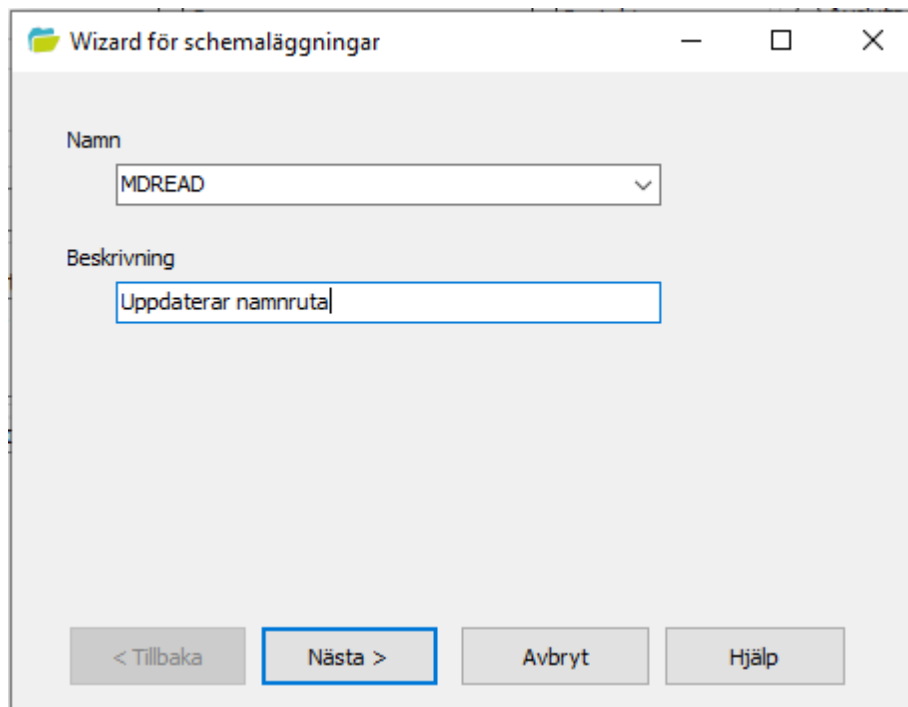 Wizard för schemaläggningar
Namn
MDREAD
Beskrivning
Uppdaterar namnruta
< Tillbaka
Nästa >
Avbryt
Hjälp